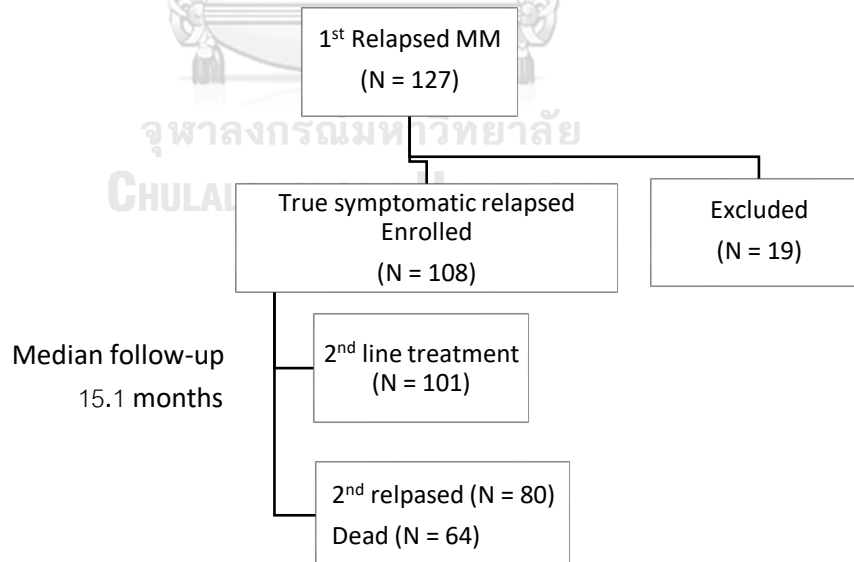 1st Relapsed MM
(N = 127)
จุฬาลงกรณ์มหาวิทยาลัย
CHULAL
True symptomatic relapsed
Enrolled
(N = 108)
Excluded
(N = 19)
Median follow-up
15.1 months
2nd line treatment
(N = 101)
2nd relpased (N = 80)
Dead (N = 64)